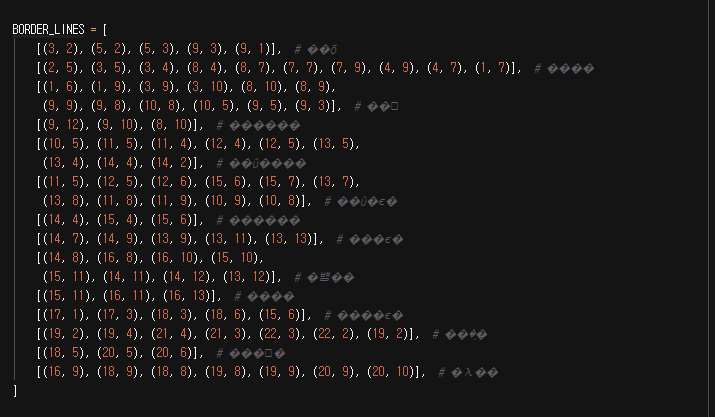 BORDER_LINES = [
[(3, 2), (5, 2), (5, 3), (9, 3), (9, 1)], #
[(2, 5), (3, 5), (3, 4), (8, 4), (8, 7), (7, 7), (7, 9), (4, 9), (4, 7), (1, 7)], #
[(1, 6), (1, 9), (3, 9), (3, 10), (8, 10), (8, 9),
(9, 9), (9, 8), (10, 8), (10, 5), (9, 5), (9, 3)], #
[(9, 12), (9, 10), (8, 10)], #
[(10, 5), (11, 5), (11, 4), (12, 4), (12, 5), (13, 5),
(13, 4), (14, 4), (14, 2)], #
[(11, 5), (12, 5), (12, 6), (15, 6), (15, 7), (13, 7),
(13, 8), (11, 8), (11, 9), (10, 9), (10, 8)], #
[(14, 4), (15, 4), (15, 6)], #
[(14, 7), (14, 9), (13, 9), (13, 11), (13, 13)], #
[(14, 8), (16, 8), (16, 10), (15, 10),
(15, 11), (14, 11), (14, 12), (13, 12)], #
[(15, 11), (16, 11), (16, 13)], #
[(17, 1), (17, 3), (18, 3), (18, 6), (15, 6)], #
[(19, 2), (19, 4), (21, 4), (21, 3), (22, 3), (22, 2), (19, 2)], #
[(18, 5), (20, 5), (20, 6)], #
[(16, 9), (18, 9), (18, 8), (19, 8), (19, 9), (20, 9), (20, 10)], #
]